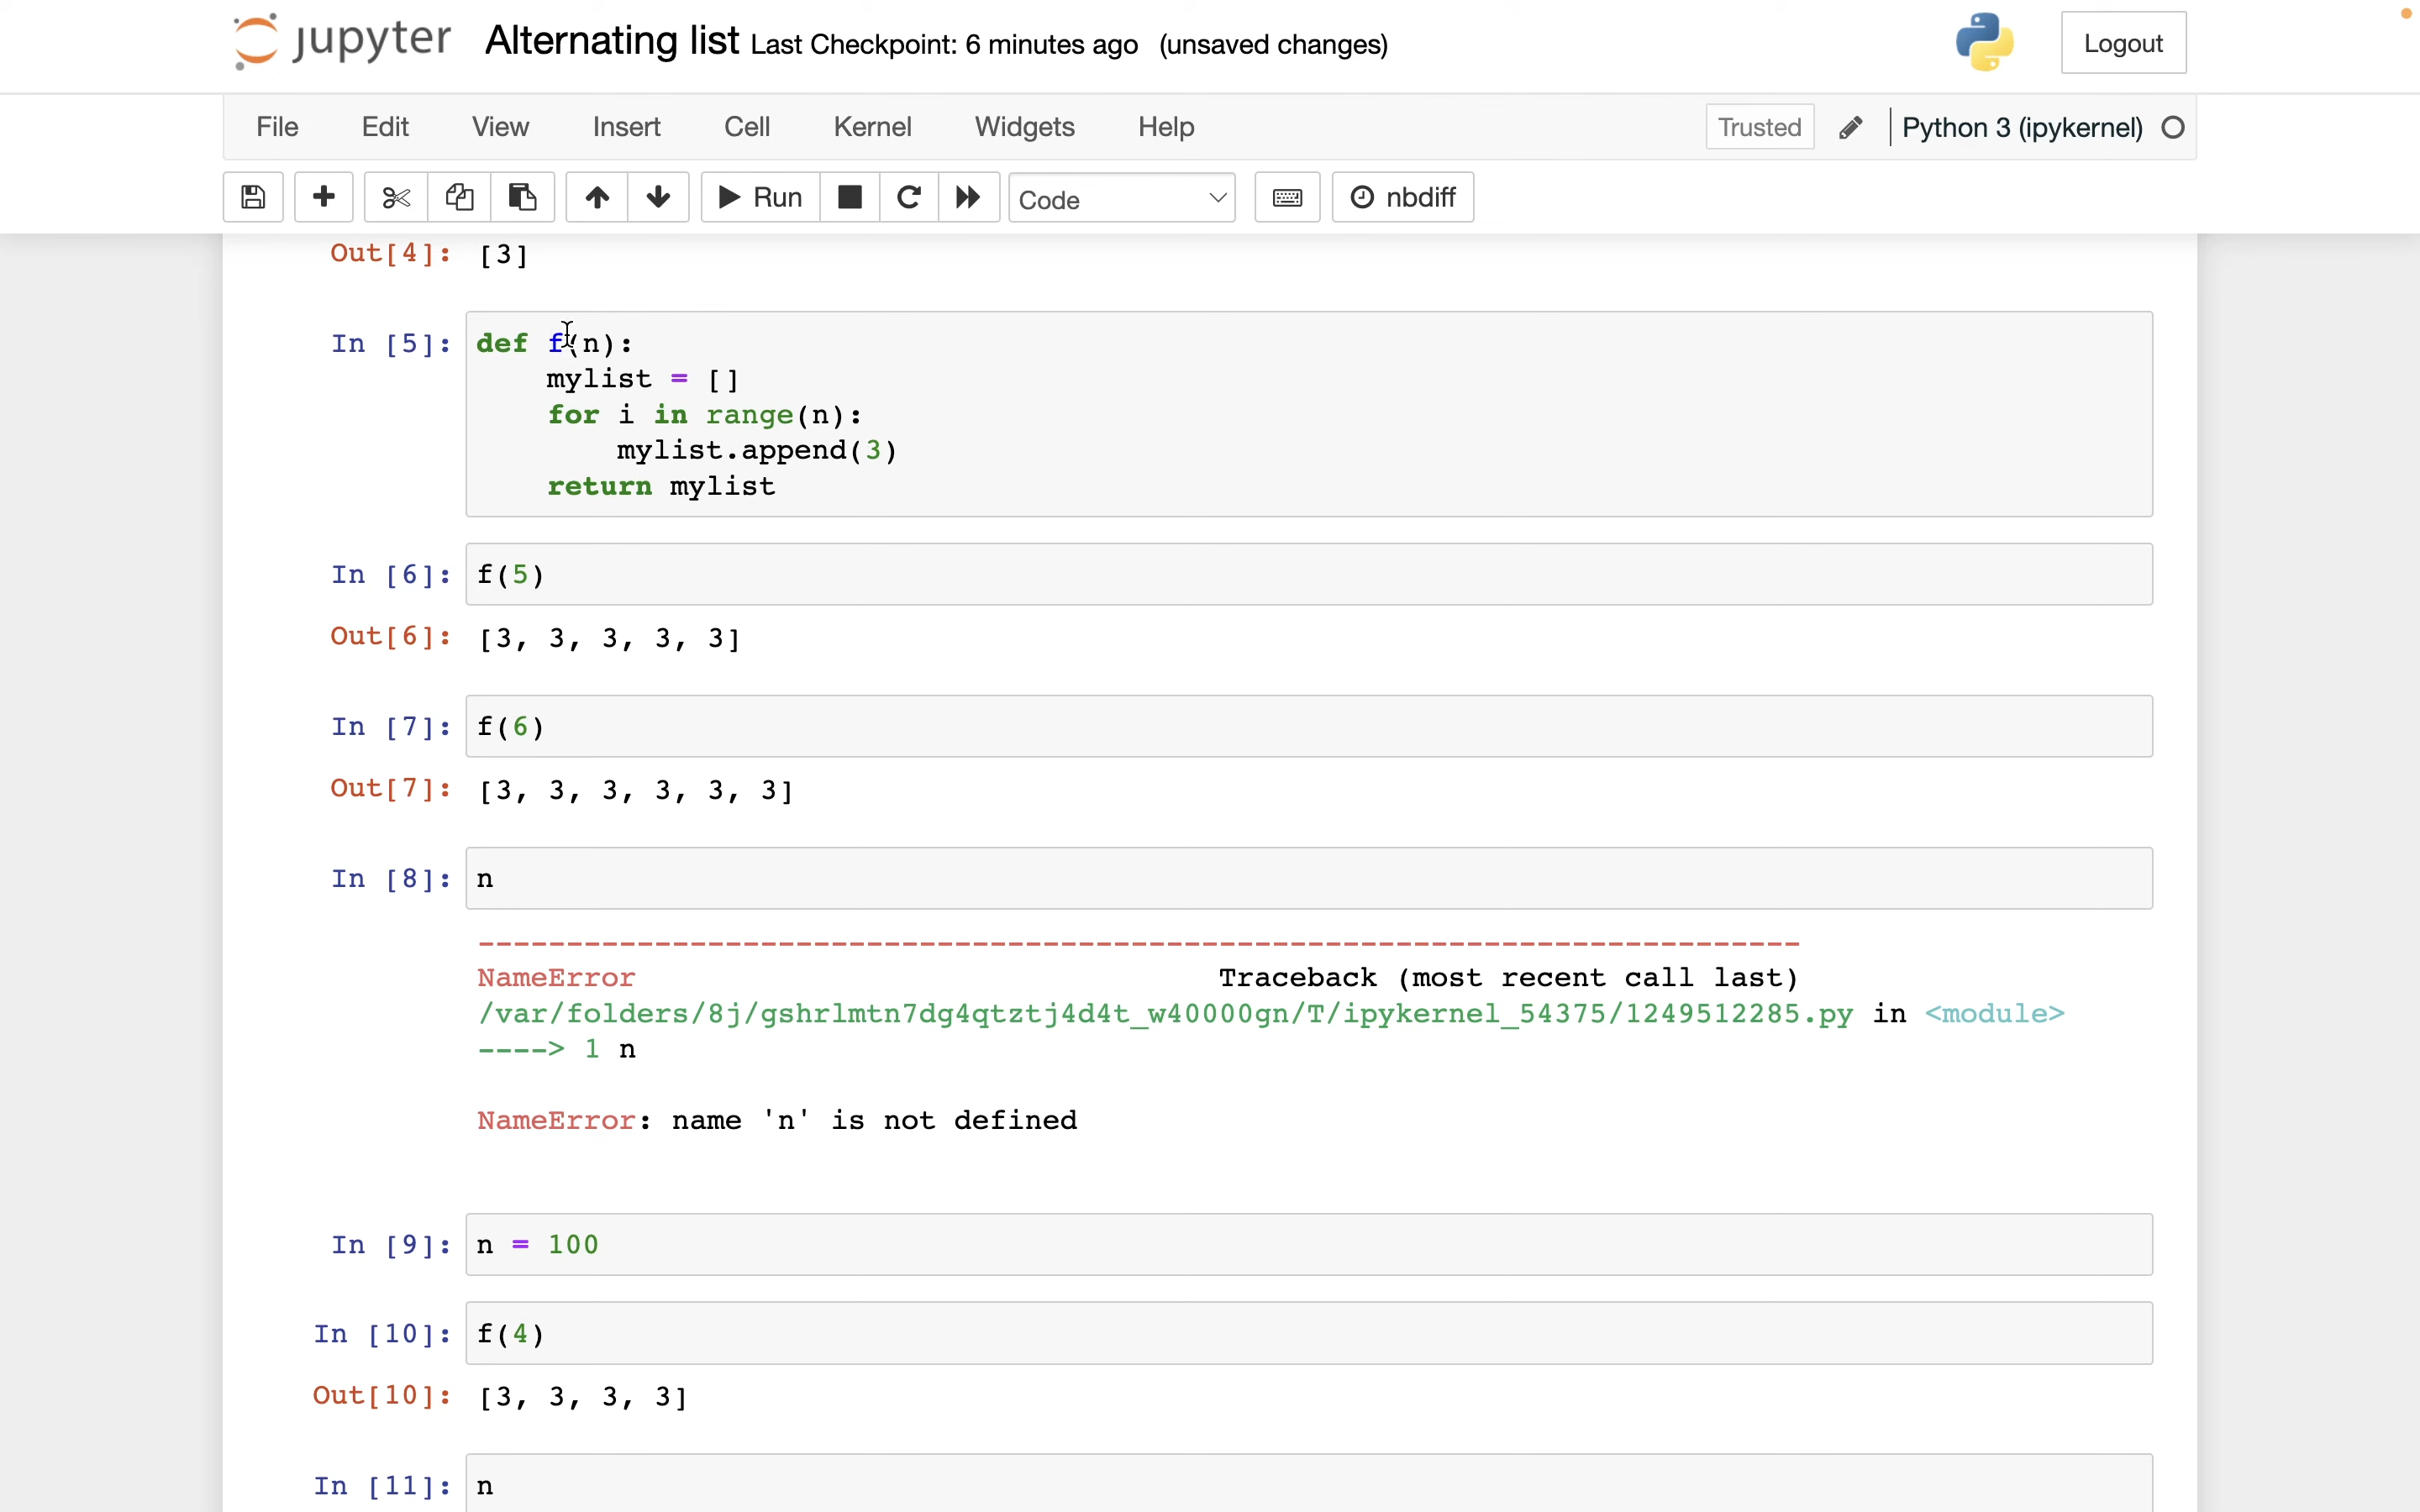 jupyter Alternating list Last Checkpoint: 6 minutes ago (unsaved changes) Logout
File Edit View Insert Cell Kernel Widgets Help Trusted Python 3 (ipykernel)
Run Code nbdiff
Out[4]: [3]
In [5]: def f(n):
mylist = []
for i in range(n):
mylist.append(3)
return mylist
In [6]: f(5)
Out[6]: [3, 3, 3, 3, 3]
In [7]: f(6)
Out[7]: [3, 3, 3, 3, 3, 3]
In [8]: n
---------------------------------------------------------------------------
NameError Traceback (most recent call last)
/var/folders/8j/gshrlmtn7dg4qtztj4d4t_w40000gn/T/ipykernel_54375/1249512285.py in <module>
----> 1 n
NameError: name 'n' is not defined
In [9]: n = 100
In [10]: f(4)
Out[10]: [3, 3, 3, 3]
In [11]: n